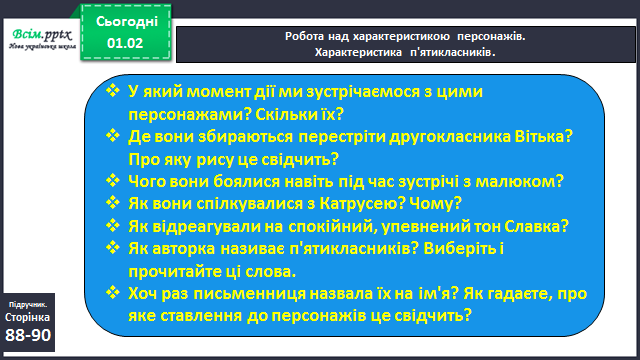 Всім.pptx
Нова українська школа
Сьогодні
01.02
Робота над характеристикою персонажів.
Характеристика п'ятикласників.
❖ У який момент дії ми зустрічаємося з цими
персонажами? Скільки їх?
❖ Де вони збираються перестріти другокласника Вітька?
Про яку рису це свідчить?
❖ Чого вони боялися навіть під час зустрічі з малюком?
❖ Як вони спілкувалися з Катрусею? Чому?
❖ Як відреагували на спокійний, упевнений тон Славка?
❖ Як авторка називає п'ятикласників? Виберіть і
прочитайте ці слова.
❖ Хоч раз письменниця назвала їх на ім'я? Як гадаєте, про
яке ставлення до персонажів це свідчить?
Підручник.
Сторінка
88-90